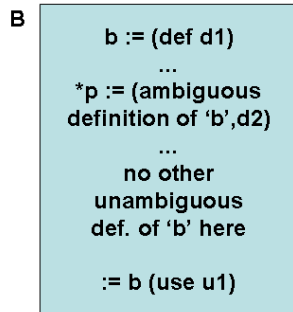 B
b := (def d1)
...
*p := (ambiguous
definition of ‘b’,d2)
...
no other
unambiguous
def. of ‘b’ here
:= b (use u1)